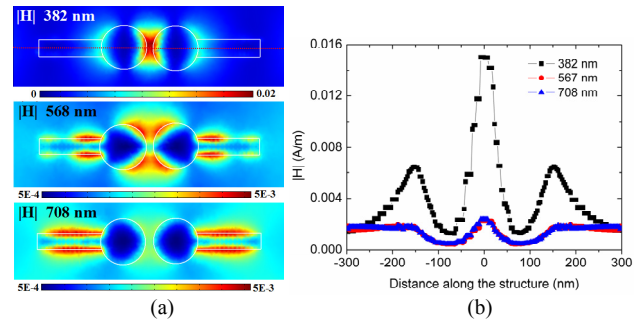 |H| 382 nm
0 0.02
|H| 568 nm
5E-4 5E-3
|H| 708 nm
5E-4 5E-3
(a)
(b)
0.016
0.012
0.008
0.004
0.000
|H| (A/m)
382 nm
567 nm
708 nm
-300 -200 -100 0 100 200 300
Distance along the structure (nm)